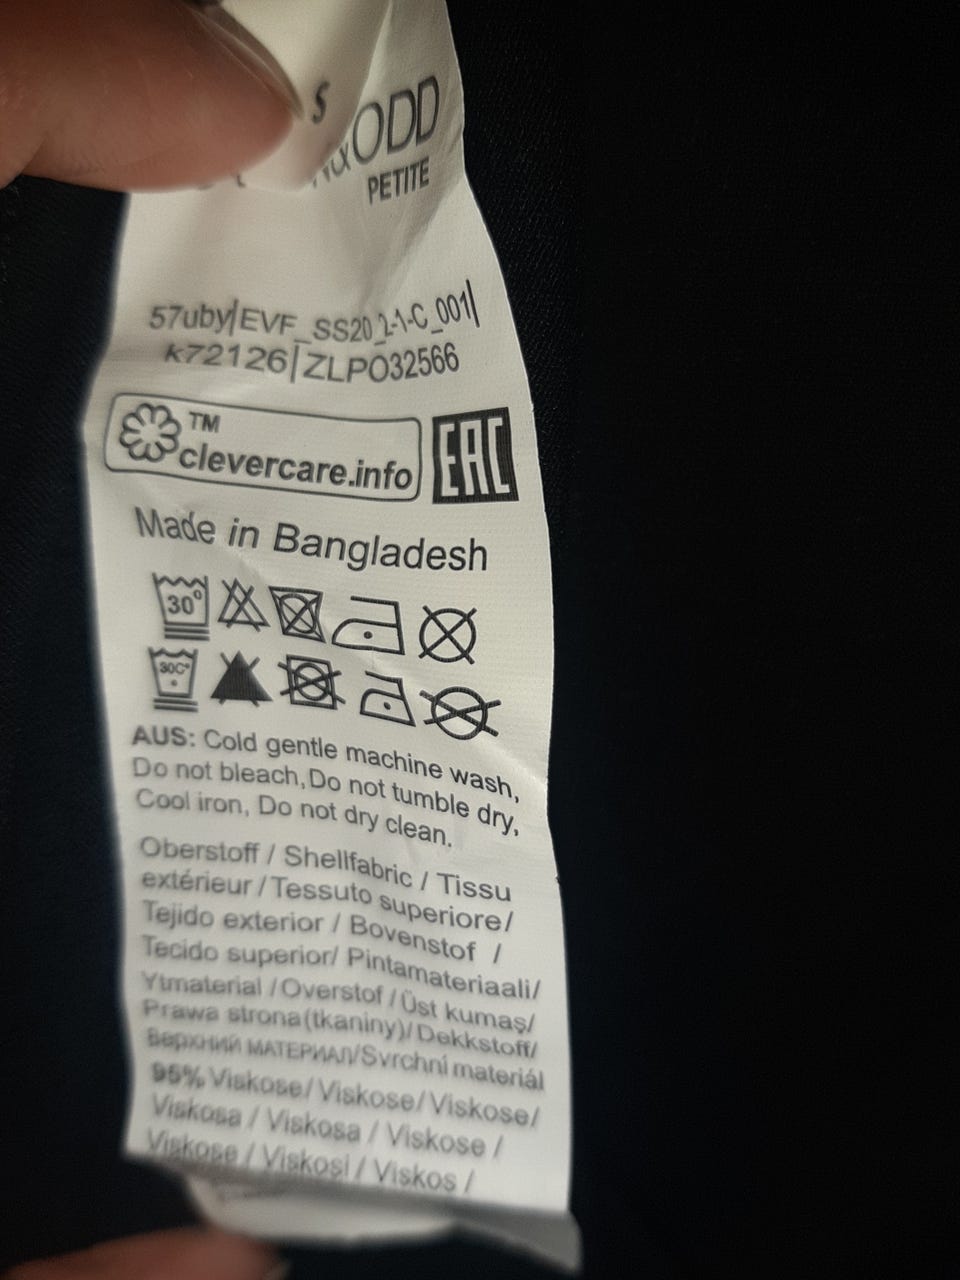 S
ODD
PETITE
57uby|EVF_SS20_2-1-C_001|
k72126|ZLPO32566
TM
clevercare.info
EAC
Made in Bangladesh
30°
30C°
AUS: Cold gentle machine wash,
Do not bleach,Do not tumble dry,
Cool iron, Do not dry clean.
Oberstoff / Shellfabric / Tissu
extérieur / Tessuto superiore/
Tejido exterior / Bovenstof /
Tecido superior/ Pintamateriaali/
Ytmaterial /Overstof /Üst kumaş/
Prawa strona(tkaniny)/Dekkstoff/
Верхний МАТЕРИАЛ/Svrchní materiál
95% Viskose/ Viskose/ Viskose/
Viskosa / Viskosa / Viskose /
Viskose / Viskosi / Viskos /